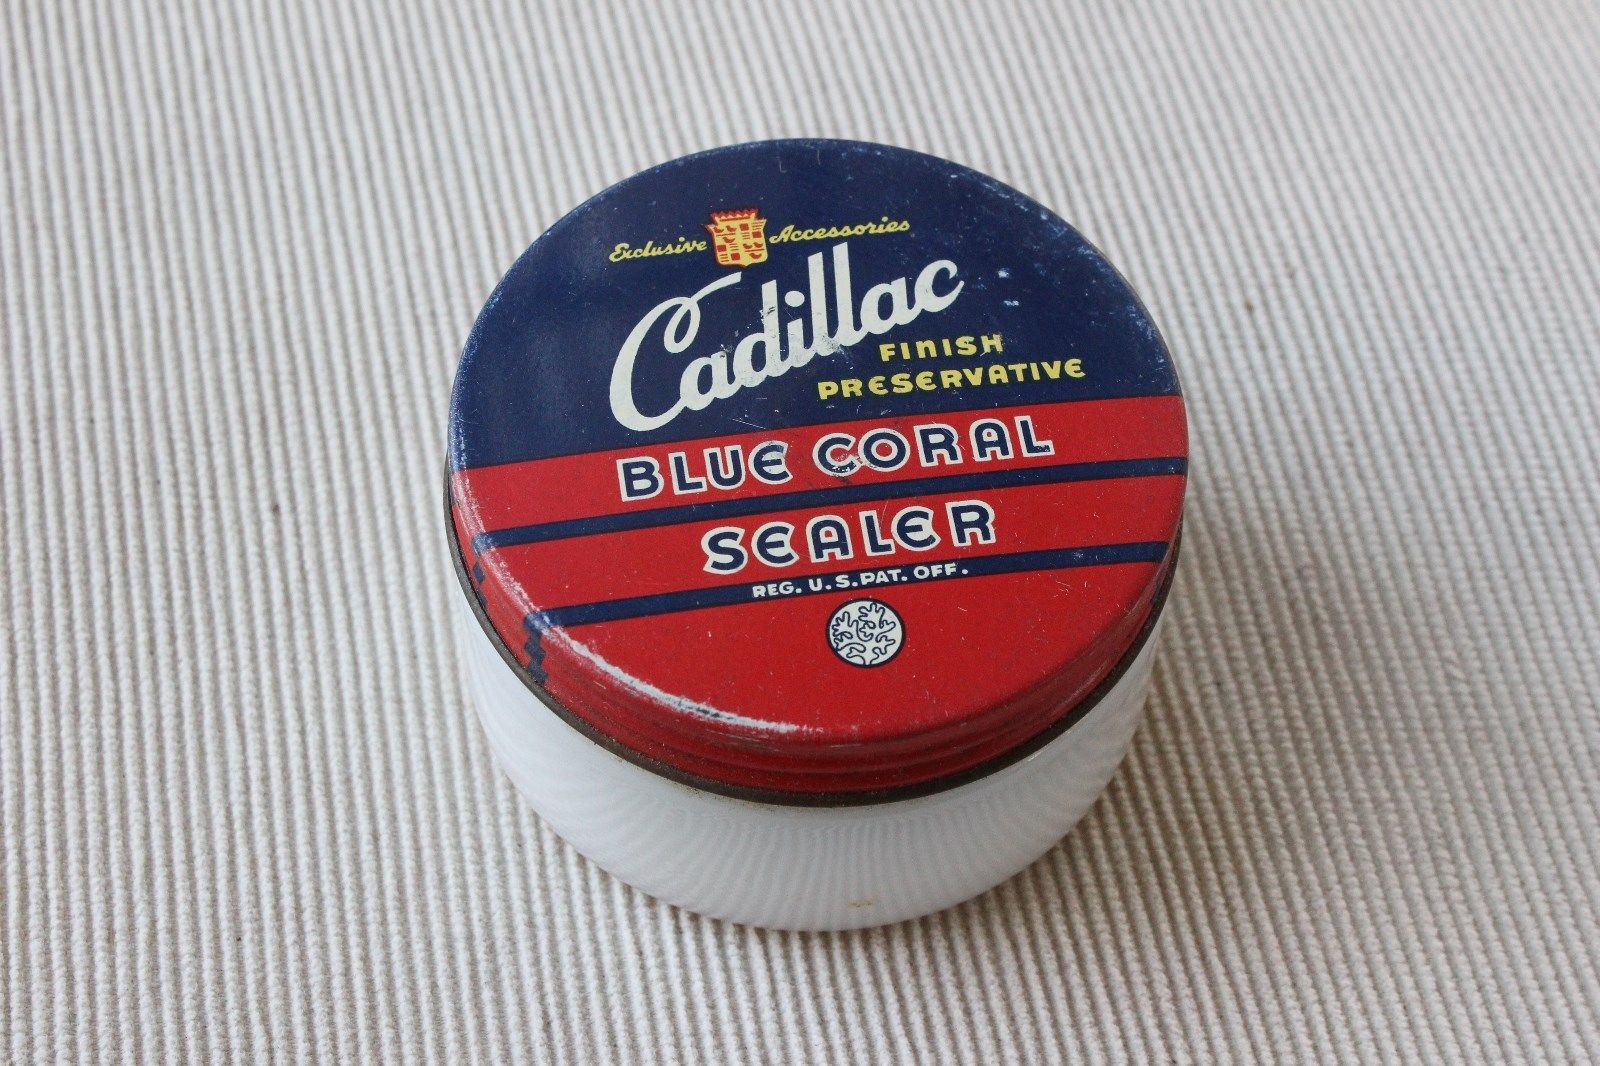 Exclusive Accessories
Cadillac
FINISH
PRESERVATIVE
BLUE CORAL
SEALER
REG. U.S. PAT. OFF.